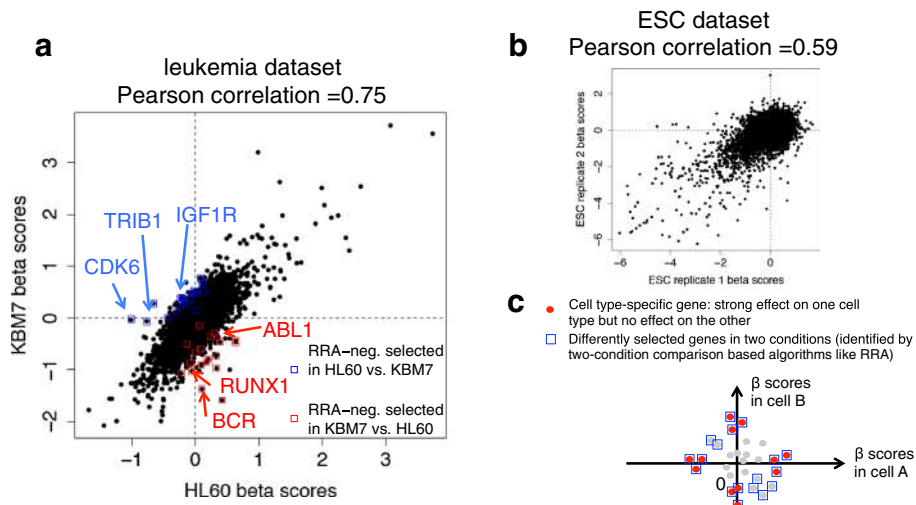 a
leukemia dataset
Pearson correlation =0.75
KBM7 beta scores
3
2
1
0
−1
−2
TRIB1
IGF1R
CDK6
ABL1
RUNX1
BCR
RRA−neg. selected
in HL60 vs. KBM7
RRA−neg. selected
in KBM7 vs. HL60
−1
0
1
2
3
HL60 beta scores
b
ESC dataset
Pearson correlation =0.59
ESC replicate 2 beta scores
2
0
−2
−4
−6
−6
−4
−2
0
ESC replicate 1 beta scores
c
Cell type-specific gene: strong effect on one cell
type but no effect on the other
Differently selected genes in two conditions (identified by
two-condition comparison based algorithms like RRA)
β scores
in cell B
β scores
in cell A
0